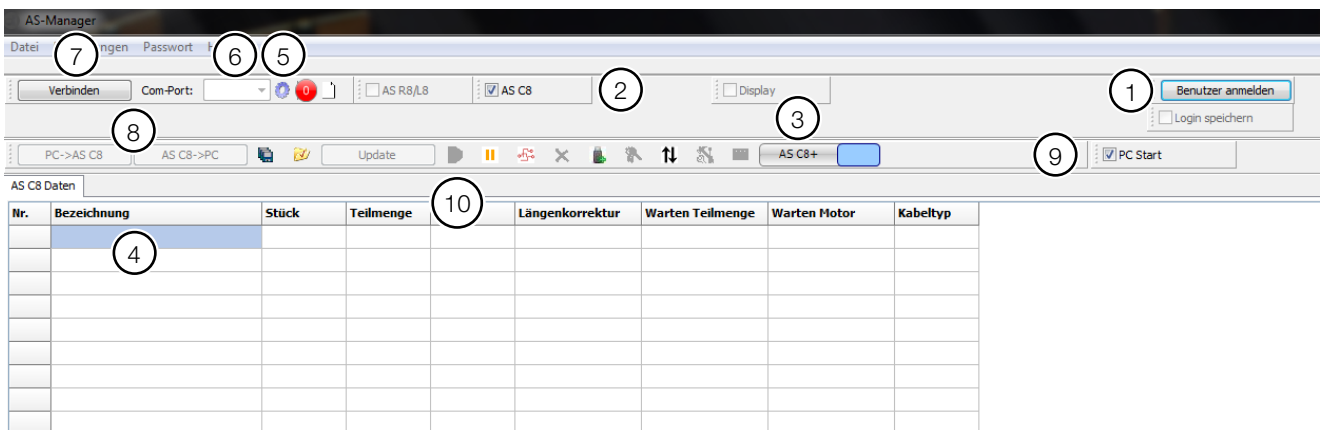 AS-Manager
Datei ngen Passwort H
7 6 5
Verbinden Com-Port: 0 AS R8/L8 AS C8 2 Display 1 Benutzer anmelden
8 3 Login speichern
PC->AS C8 AS C8->PC Update AS C8+ 9 PC Start
AS C8 Daten
10
Nr. Bezeichnung Stück Teilmenge Längenkorrektur Warten Teilmenge Warten Motor Kabeltyp
4